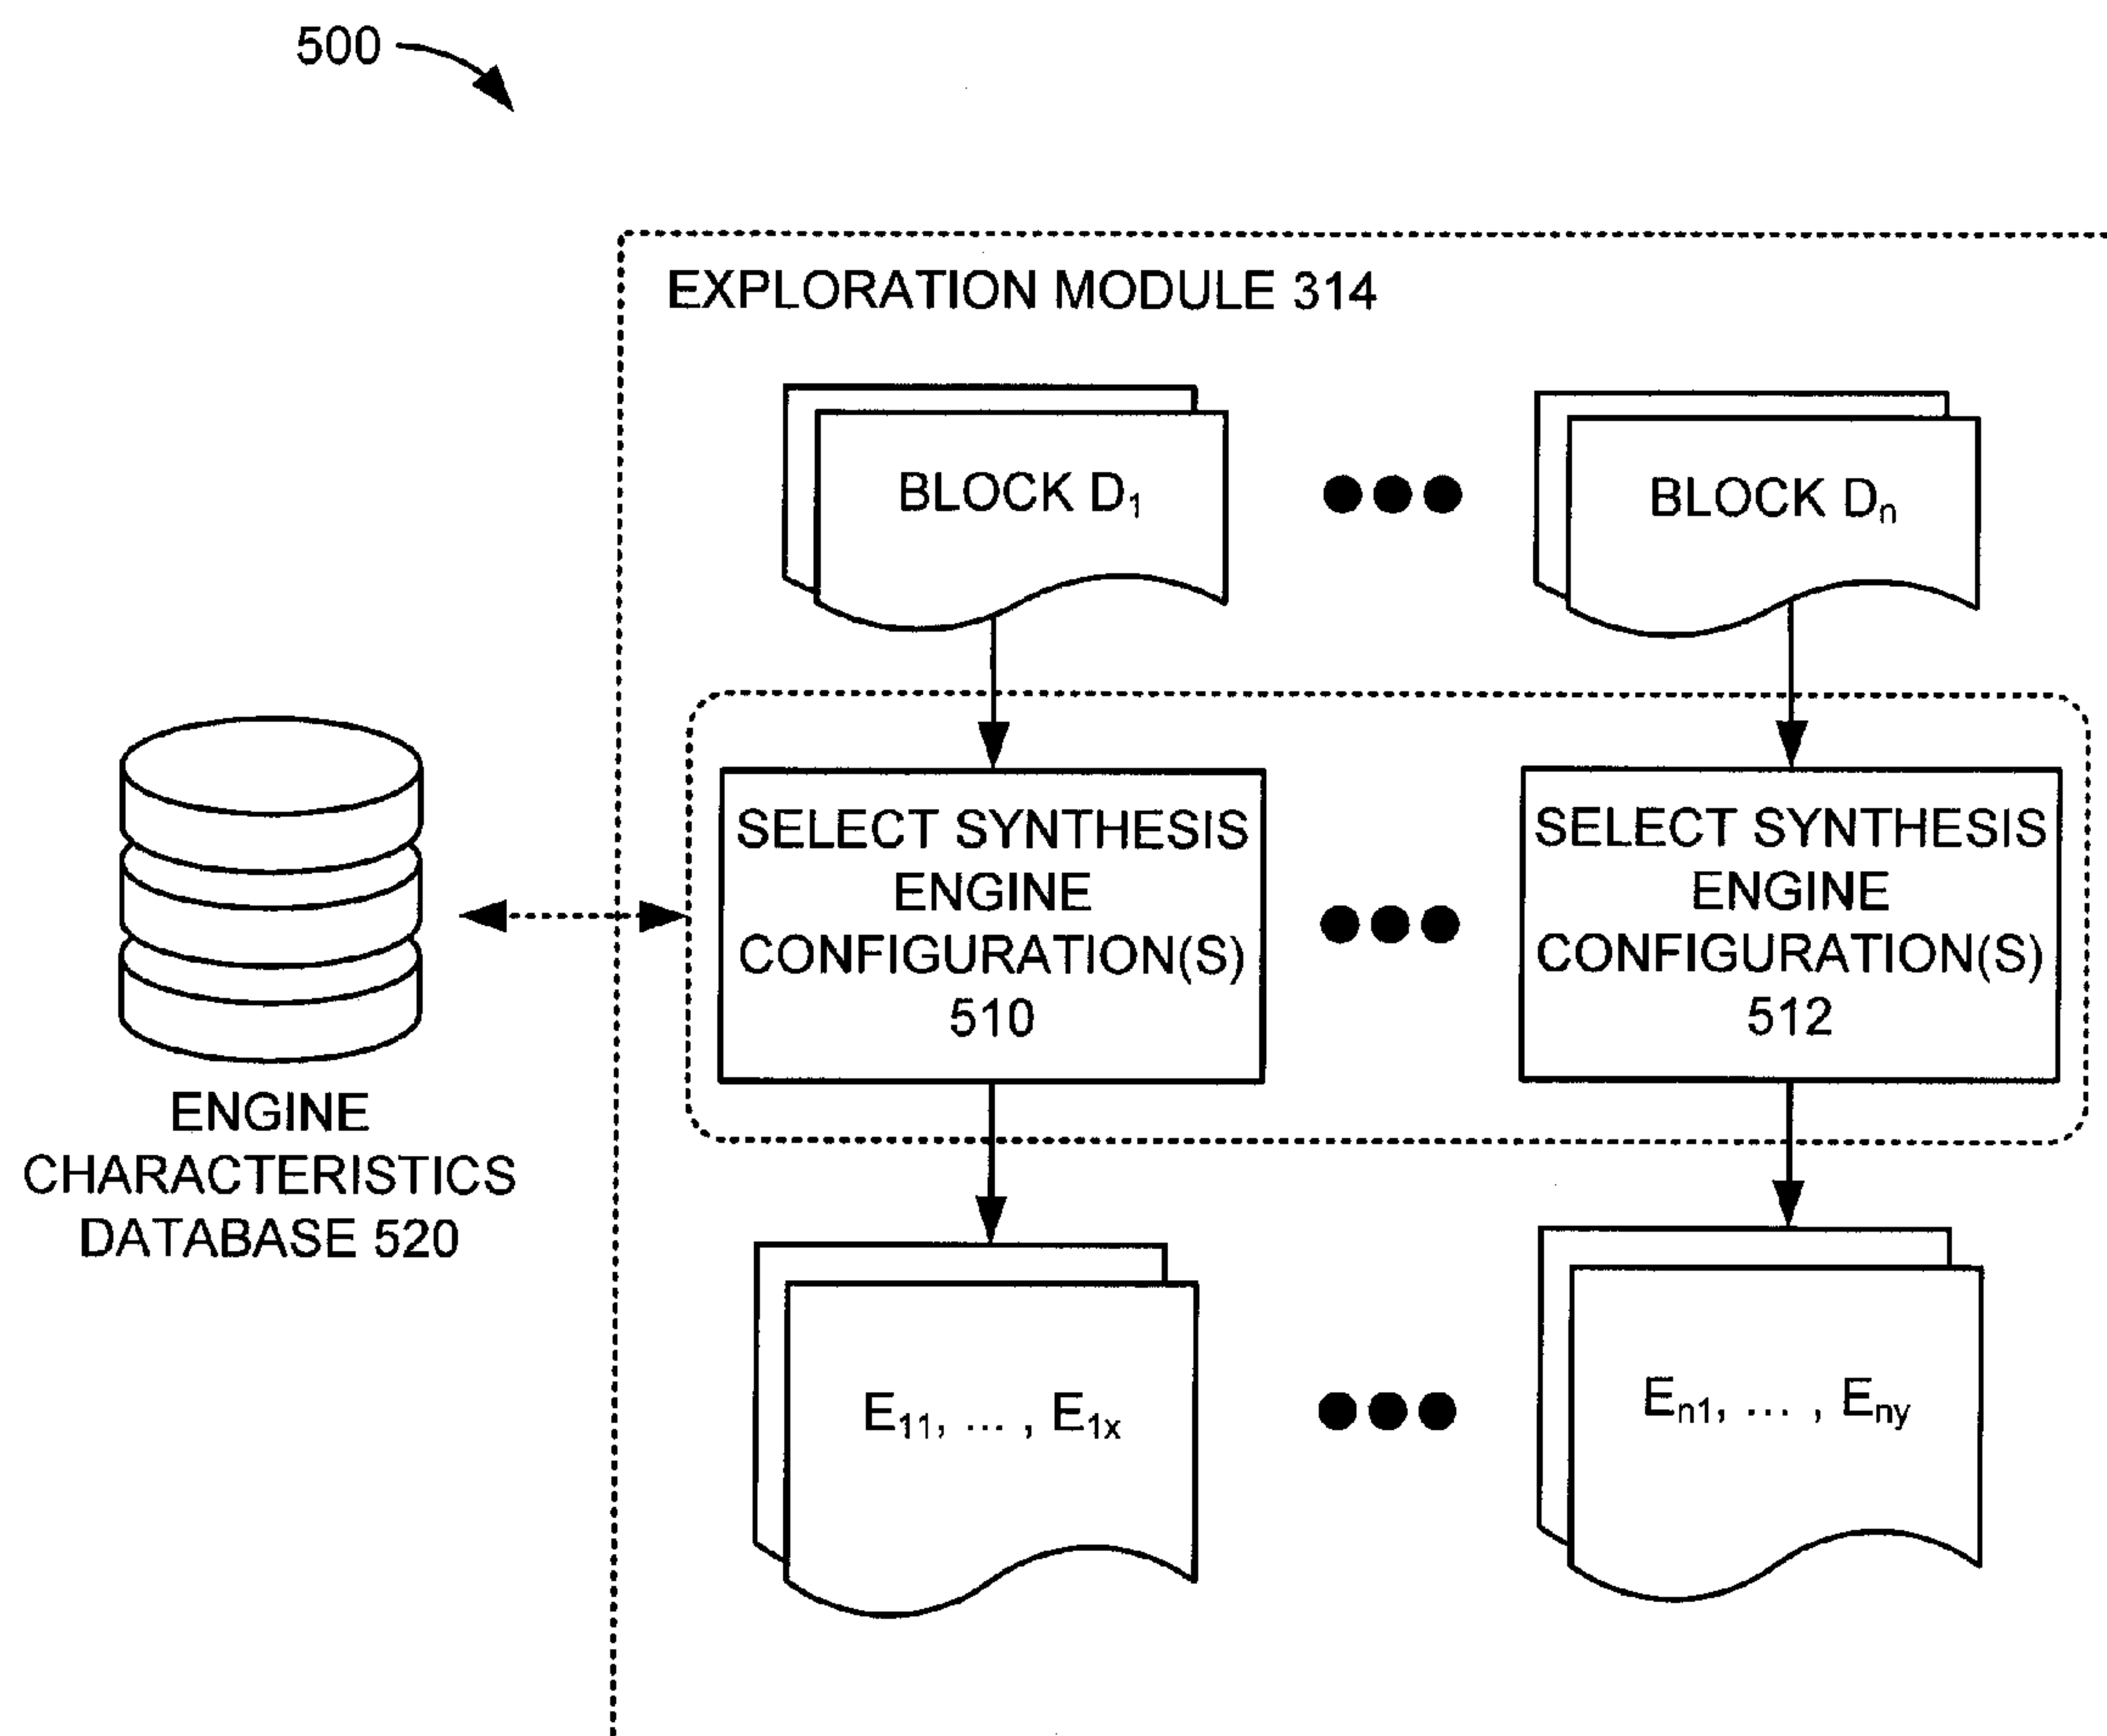 500
EXPLORATION MODULE 314
BLOCK D₁
BLOCK Dₙ
SELECT SYNTHESIS
ENGINE
CONFIGURATION(S)
510
SELECT SYNTHESIS
ENGINE
CONFIGURATION(S)
512
ENGINE
CHARACTERISTICS
DATABASE 520
E₁₁, ... , E₁ₓ
Eₙ₁, ... , Eₙy